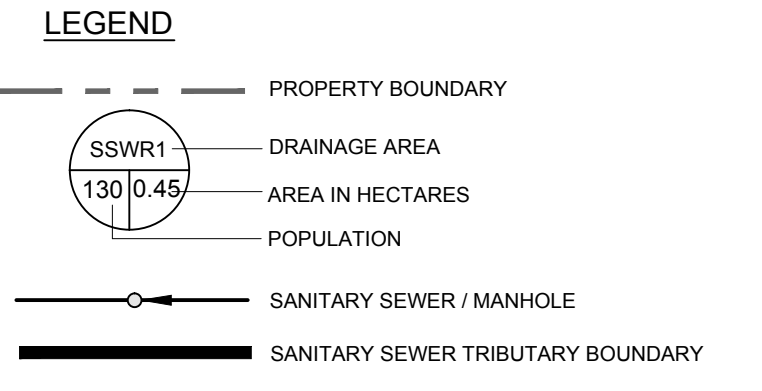 LEGEND
PROPERTY BOUNDARY
SSWR1 DRAINAGE AREA
130 0.45 AREA IN HECTARES
POPULATION
SANITARY SEWER / MANHOLE
SANITARY SEWER TRIBUTARY BOUNDARY